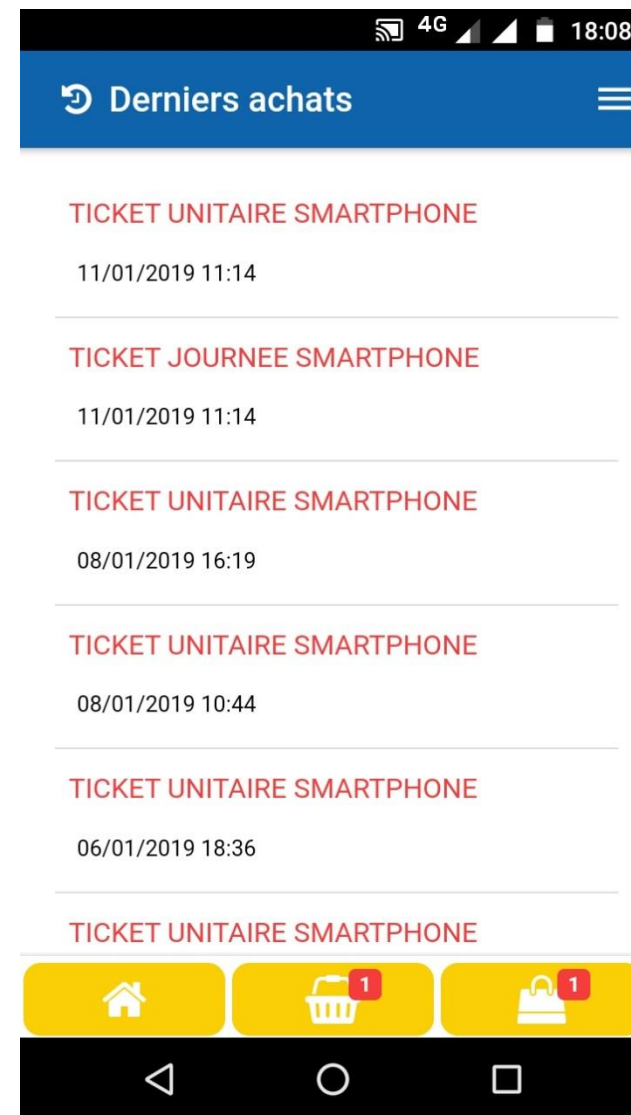 4G 18:08
Derniers achats
TICKET UNITAIRE SMARTPHONE
11/01/2019 11:14
TICKET JOURNEE SMARTPHONE
11/01/2019 11:14
TICKET UNITAIRE SMARTPHONE
08/01/2019 16:19
TICKET UNITAIRE SMARTPHONE
08/01/2019 10:44
TICKET UNITAIRE SMARTPHONE
06/01/2019 18:36
TICKET UNITAIRE SMARTPHONE
1 1